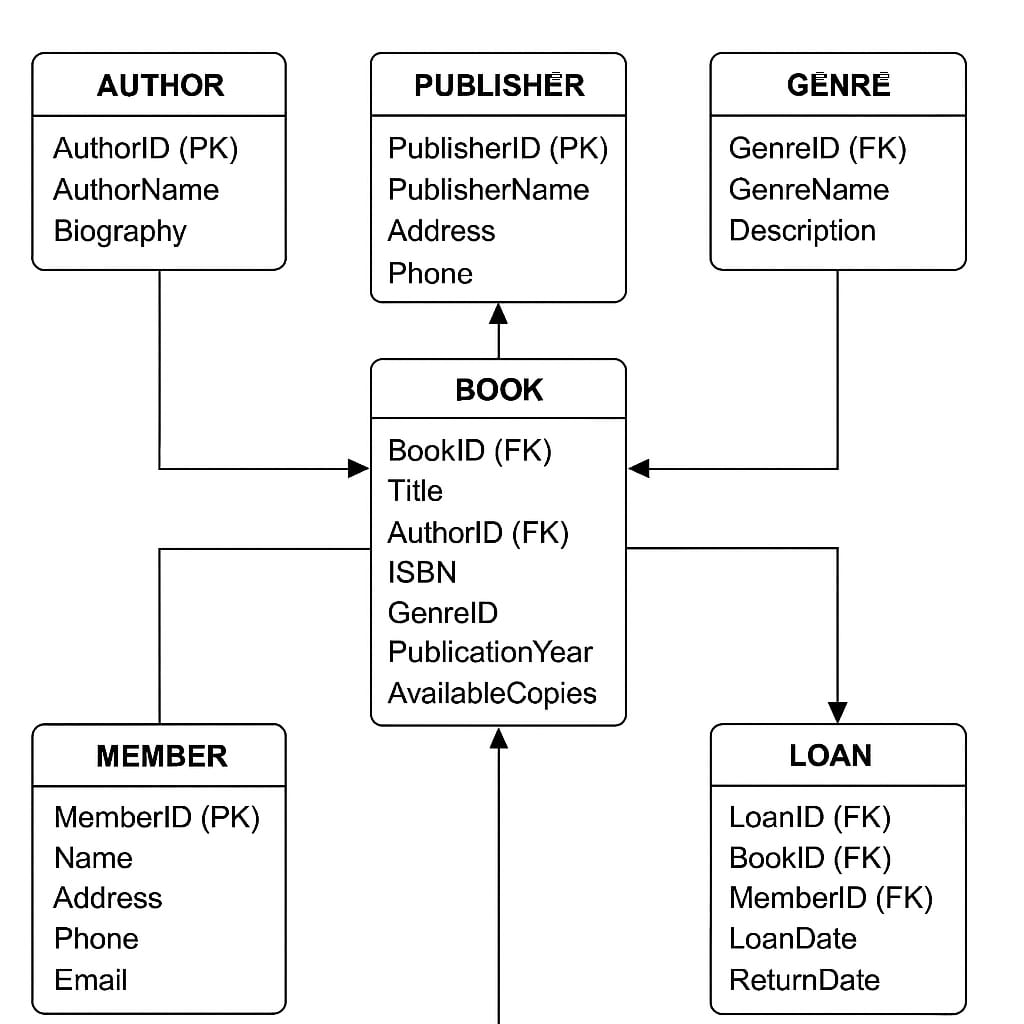 AUTHOR
AuthorID (PK)
AuthorName
Biography
PUBLISHER
PublisherID (PK)
PublisherName
Address
Phone
GENRE
GenreID (FK)
GenreName
Description
BOOK
BookID (FK)
Title
AuthorID (FK)
ISBN
GenreID
PublicationYear
AvailableCopies
MEMBER
MemberID (PK)
Name
Address
Phone
Email
LOAN
LoanID (FK)
BookID (FK)
MemberID (FK)
LoanDate
ReturnDate